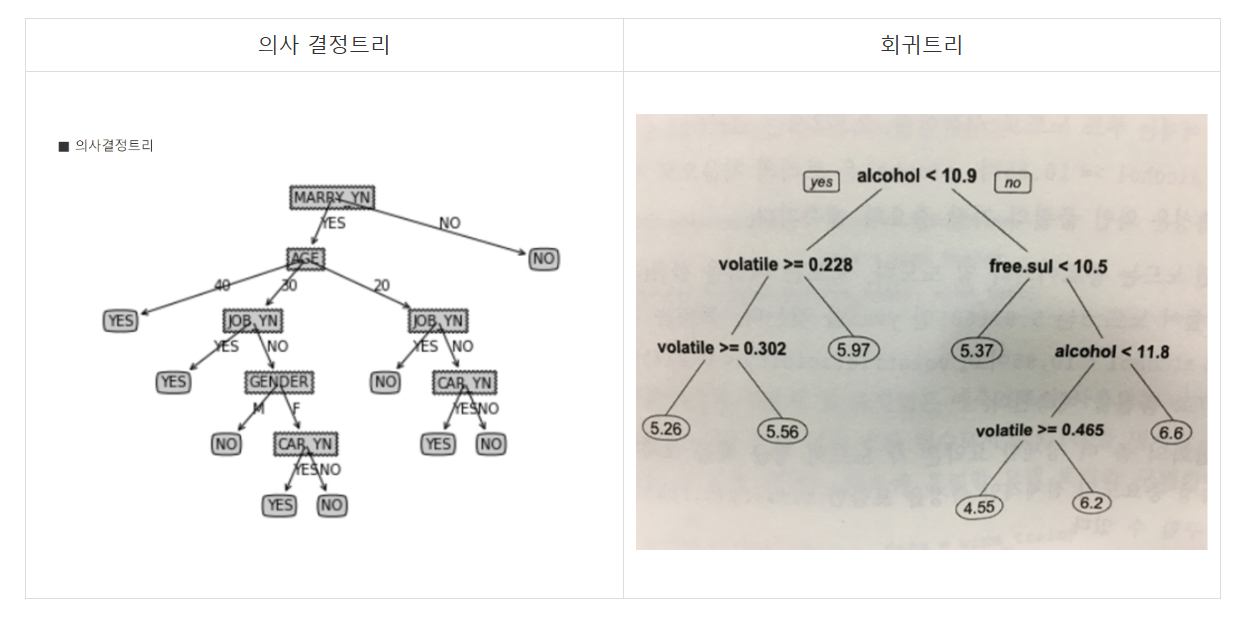 의사 결정트리
회귀트리
■ 의사결정트리
MARRY_YN
YES
NO
AGE
NO
40
30
20
YES
JOB_YN
JOB_YN
YES
NO
YES
NO
YES
GENDER
NO
CAR_YN
M
F
YES
NO
NO
CAR_YN
YES
NO
YES
NO
YES
NO
yes
alcohol < 10.9
no
volatile >= 0.228
free.sul < 10.5
volatile >= 0.302
5.97
5.37
alcohol < 11.8
5.26
5.56
volatile >= 0.465
6.6
4.55
6.2